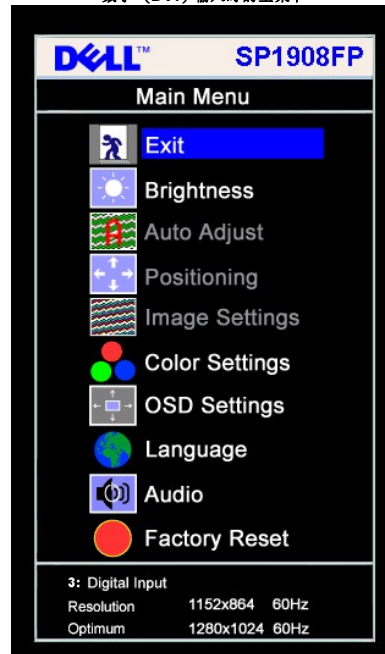 DELL™ SP1908FP
Main Menu
Exit
Brightness
Auto Adjust
Positioning
Image Settings
Color Settings
OSD Settings
Language
Audio
Factory Reset
3: Digital Input
Resolution 1152x864 60Hz
Optimum 1280x1024 60Hz